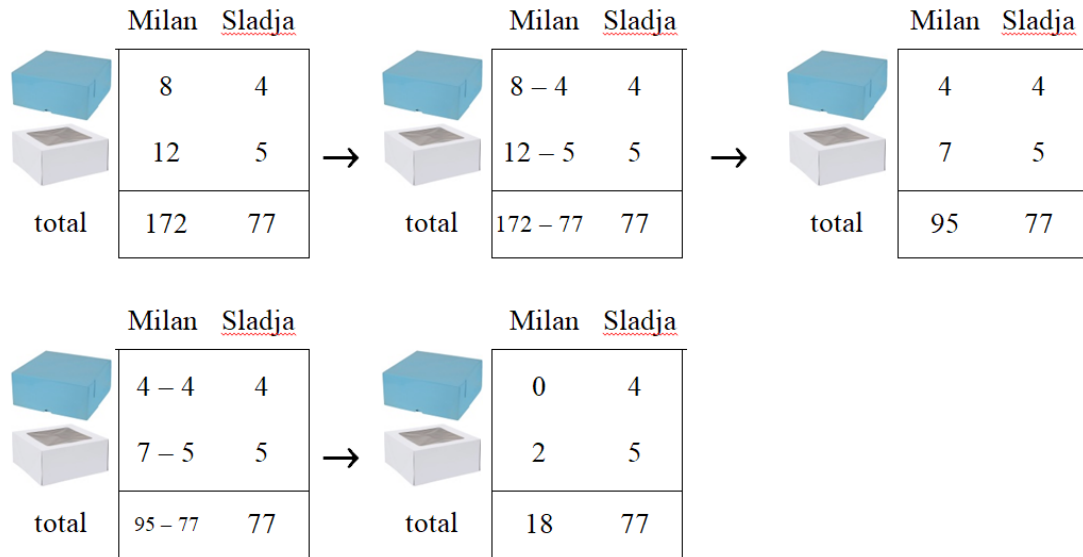 Milan Sladja Milan Sladja Milan Sladja
8 4 8 – 4 4 4 4
12 5 → 12 – 5 5 → 7 5
total 172 77 total 172 – 77 77 total 95 77
Milan Sladja Milan Sladja
4 – 4 4 0 4
7 – 5 5 → 2 5
total 95 – 77 77 total 18 77